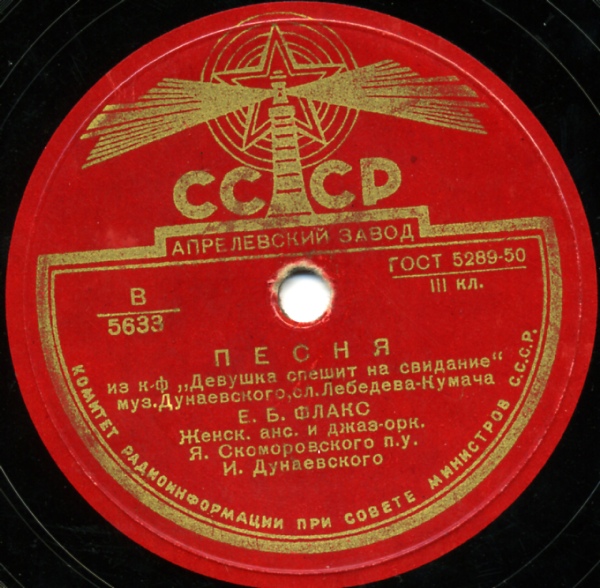 СССР
АПРЕЛЕВСКИЙ ЗАВОД
В
5633
ГОСТ 5289-50
III кл.
ПЕСНЯ
из к-ф „Девушка спешит на свидание“
муз.Дунаевского,сл.Лебедева-Кумача
Е. Б. ФЛАКС
Женск. анс. и джаз-орк.
Я. Скоморовского п.у.
И. Дунаевского
КОМИТЕТ РАДИОИНФОРМАЦИИ ПРИ СОВЕТЕ МИНИСТРОВ С.С.С.Р.